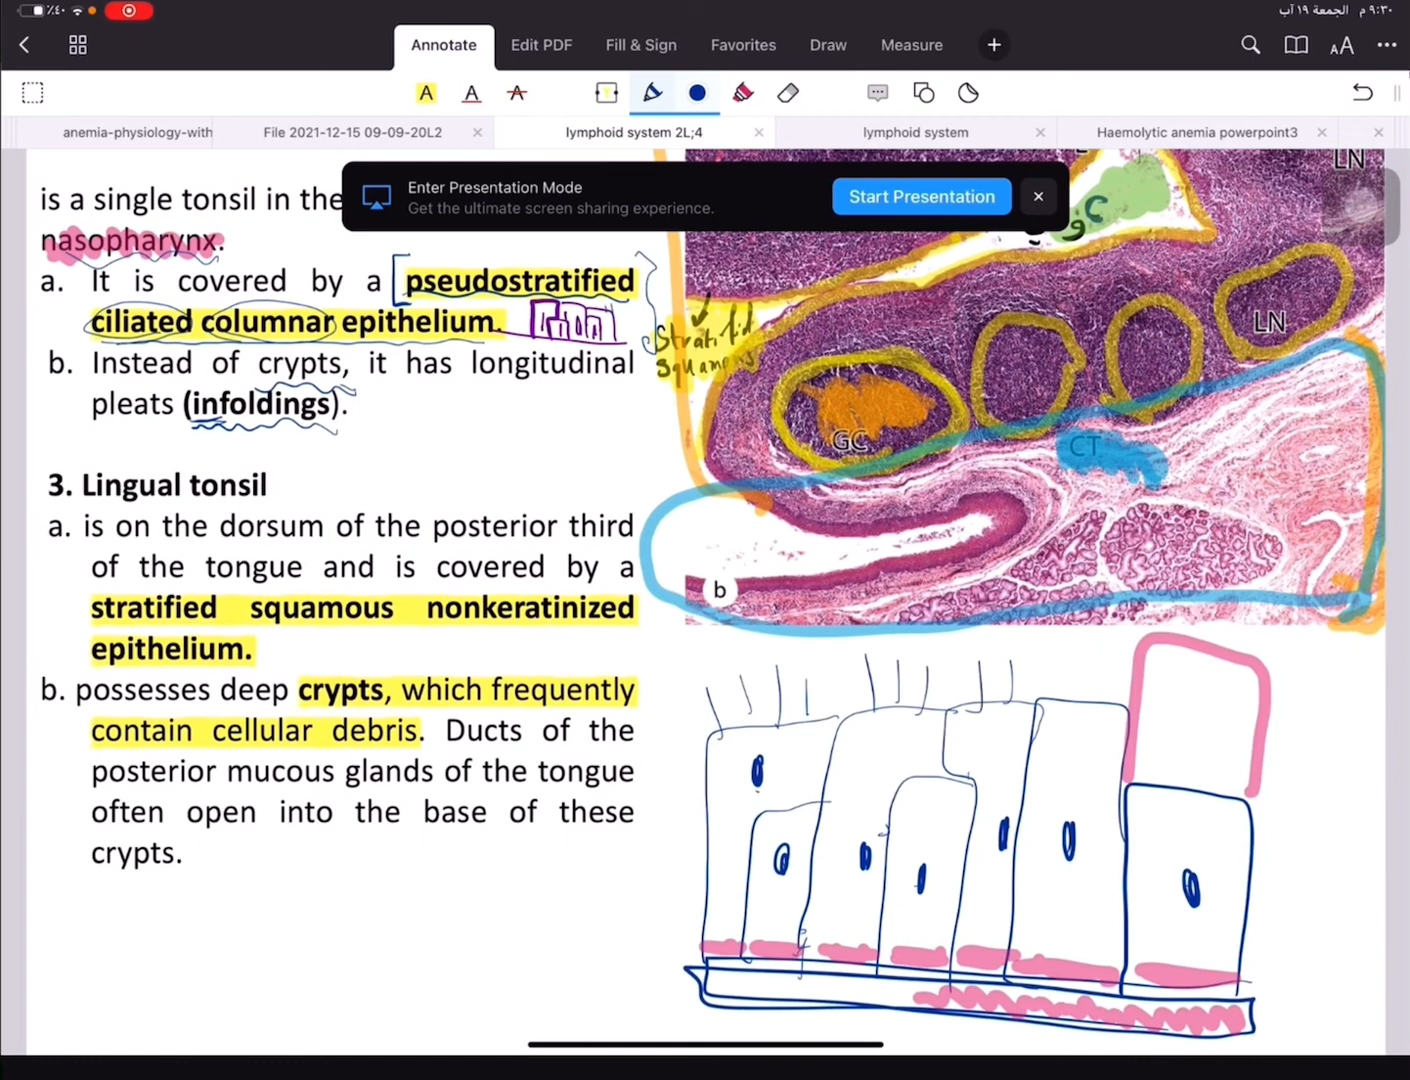 ٪٤٠
٩:٣٠ م الجمعة ١٩ آب
Annotate Edit PDF Fill & Sign Favorites Draw Measure
AA
A A A
anemia-physiology-with File 2021-12-15 09-09-20L2 lymphoid system 2L;4 lymphoid system Haemolytic anemia powerpoint3
Enter Presentation Mode
Get the ultimate screen sharing experience.
Start Presentation
is a single tonsil in the
nasopharynx.
a. It is covered by a pseudostratified
ciliated columnar epithelium.
b. Instead of crypts, it has longitudinal
pleats (infoldings).
3. Lingual tonsil
a. is on the dorsum of the posterior third
of the tongue and is covered by a
stratified squamous nonkeratinized
epithelium.
b. possesses deep crypts, which frequently
contain cellular debris. Ducts of the
posterior mucous glands of the tongue
often open into the base of these
crypts.
LN
C
Stratifid
Squamous
LN
GC
CT
b